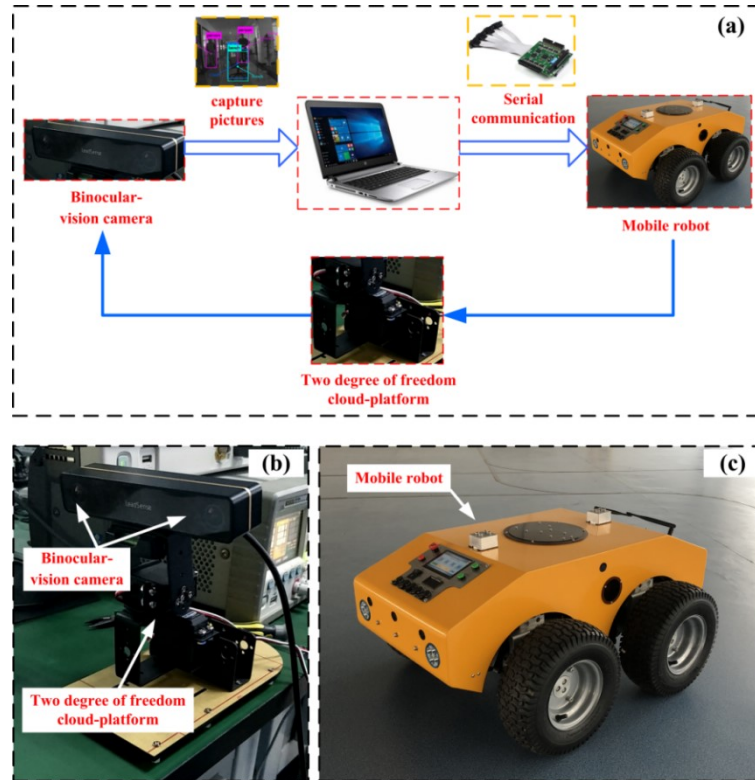 (a)
capture
pictures
Serial
communication
Binocular-
vision camera
Mobile robot
Two degree of freedom
cloud-platform
(b)
Binocular-
vision camera
Two degree of freedom
cloud-platform
(c)
Mobile robot